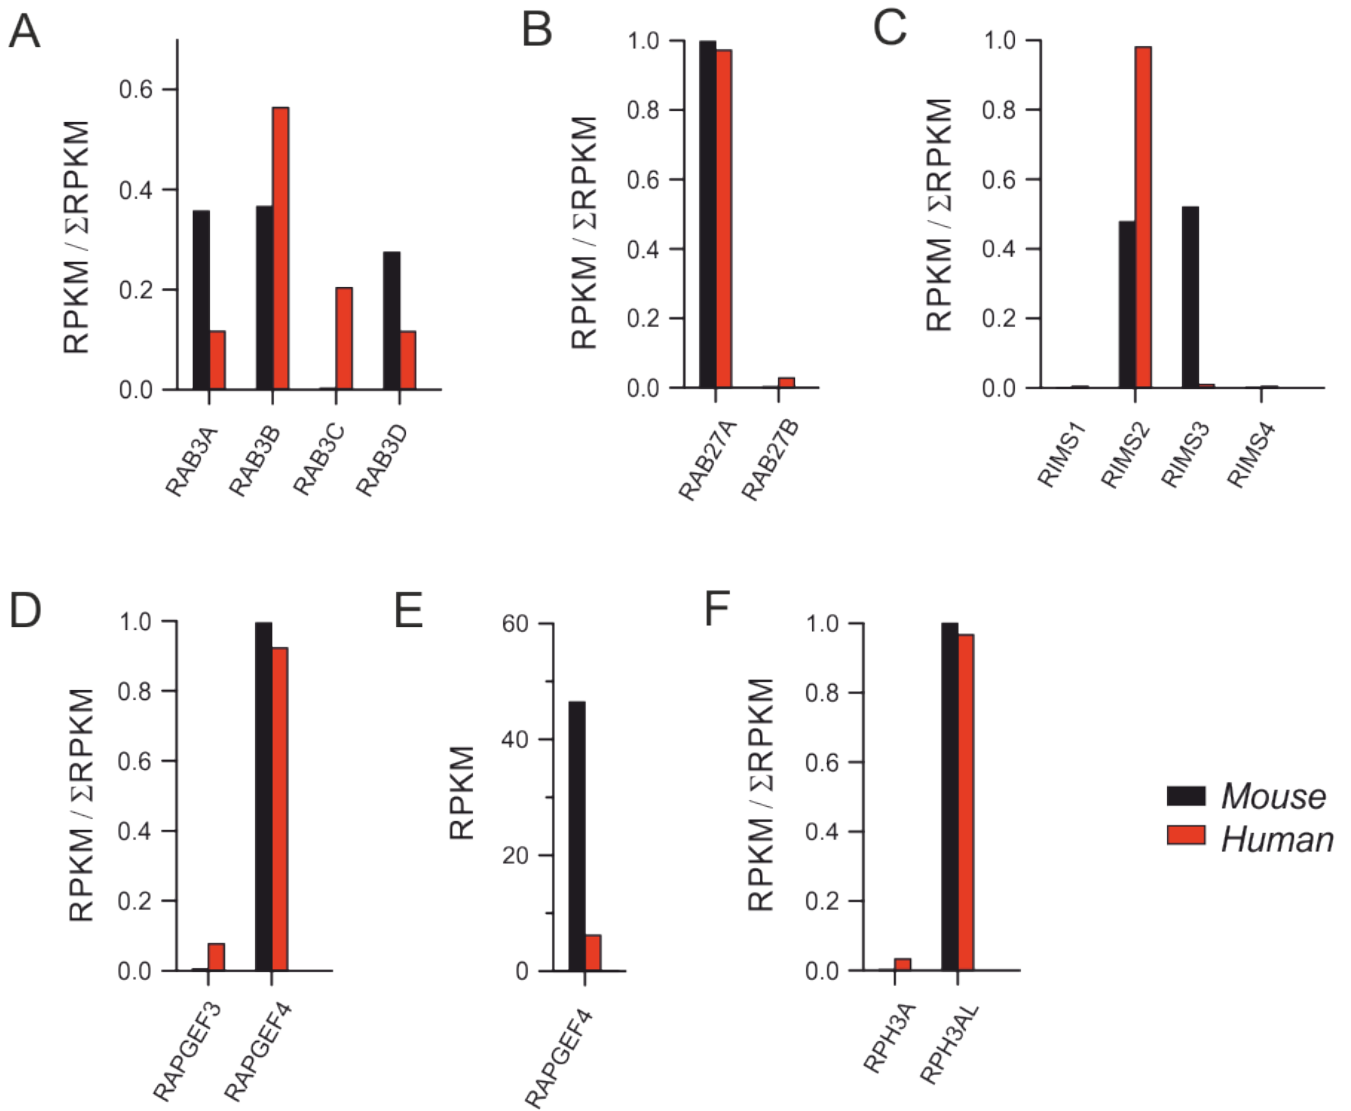 A
RPKM / ΣRPKM
0.6
0.4
0.2
0.0
RAB3A
RAB3B
RAB3C
RAB3D
B
RPKM / ΣRPKM
1.0
0.8
0.6
0.4
0.2
0.0
RAB27A
RAB27B
C
RPKM / ΣRPKM
1.0
0.8
0.6
0.4
0.2
0.0
RIMS1
RIMS2
RIMS3
RIMS4
D
RPKM / ΣRPKM
1.0
0.8
0.6
0.4
0.2
0.0
RAPGEF3
RAPGEF4
E
RPKM
60
40
20
0
RAPGEF4
F
RPKM / ΣRPKM
1.0
0.8
0.6
0.4
0.2
0.0
RPH3A
RPH3AL
Mouse
Human